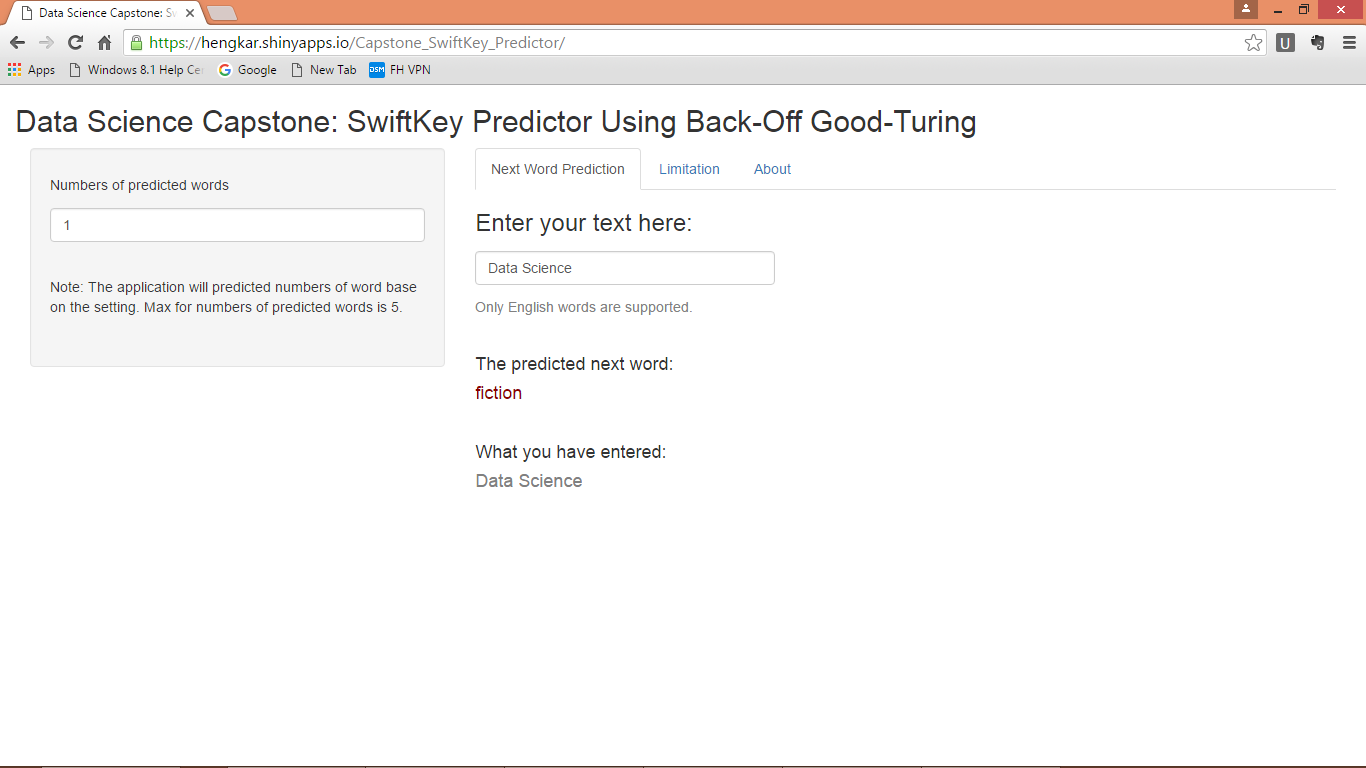 Data Science Capstone: Sw
https://hengkar.shinyapps.io/Capstone_SwiftKey_Predictor/
U
Apps Windows 8.1 Help Cen Google New Tab DSM FH VPN
Data Science Capstone: SwiftKey Predictor Using Back-Off Good-Turing
Numbers of predicted words
1
Note: The application will predicted numbers of word base
on the setting. Max for numbers of predicted words is 5.
Next Word Prediction Limitation About
Enter your text here:
Data Science
Only English words are supported.
The predicted next word:
fiction
What you have entered:
Data Science